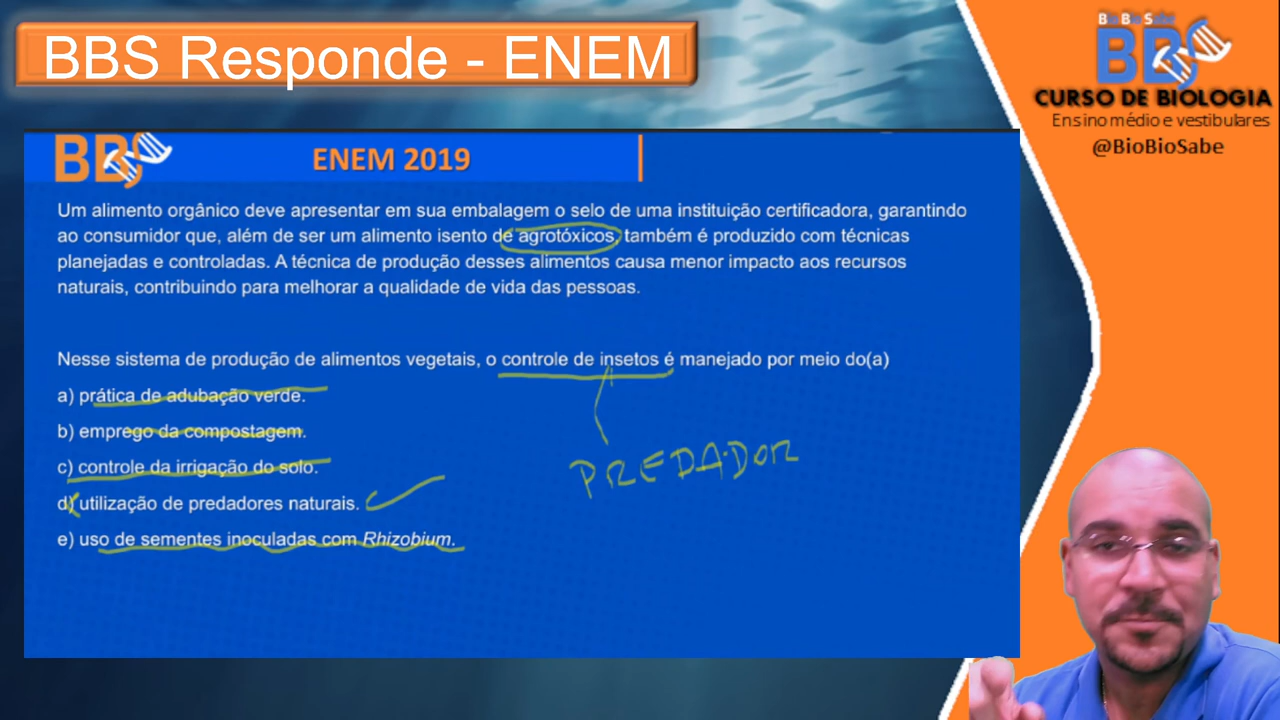 BBS Responde - ENEM
Bio Bio Sabe
BBS
CURSO DE BIOLOGIA
Ensino médio e vestibulares
@BioBioSabe
BBS
ENEM 2019
Um alimento orgânico deve apresentar em sua embalagem o selo de uma instituição certificadora, garantindo
ao consumidor que, além de ser um alimento isento de agrotóxicos, também é produzido com técnicas
planejadas e controladas. A técnica de produção desses alimentos causa menor impacto aos recursos
naturais, contribuindo para melhorar a qualidade de vida das pessoas.
Nesse sistema de produção de alimentos vegetais, o controle de insetos é manejado por meio do(a)
a) prática de adubação verde.
b) emprego da compostagem.
c) controle da irrigação do solo.
d) utilização de predadores naturais.
e) uso de sementes inoculadas com Rhizobium.
PREDADOR